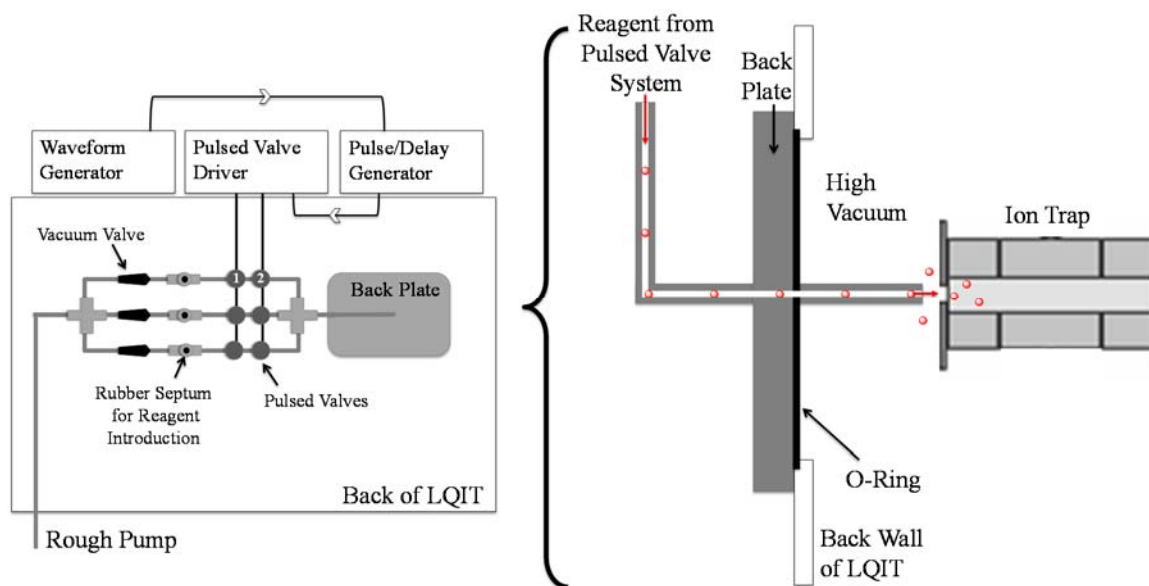 Waveform
Generator
Pulsed Valve
Driver
Pulse/Delay
Generator
Vacuum Valve
1
2
Back Plate
Rubber Septum
for Reagent
Introduction
Pulsed Valves
Back of LQIT
Rough Pump
Reagent from
Pulsed Valve
System
Back
Plate
High
Vacuum
Ion Trap
O-Ring
Back Wall
of LQIT